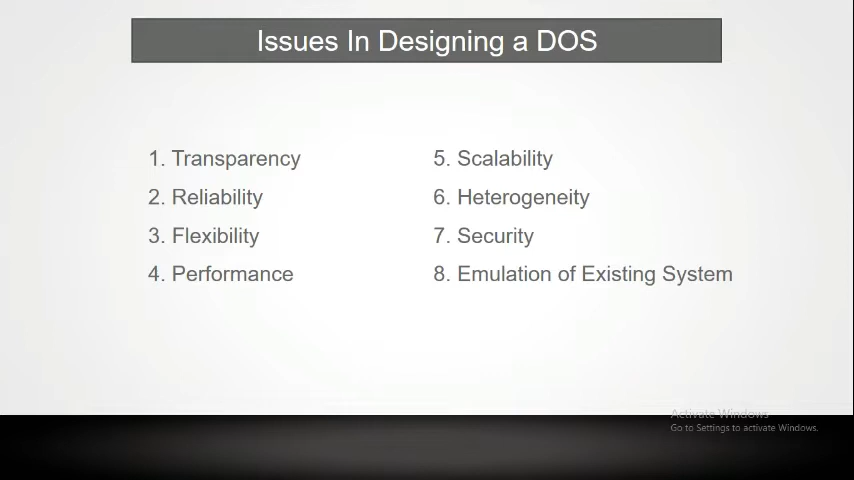 Issues In Designing a DOS
1. Transparency
2. Reliability
3. Flexibility
4. Performance
5. Scalability
6. Heterogeneity
7. Security
8. Emulation of Existing System
Activate Windows
Go to Settings to activate Windows.